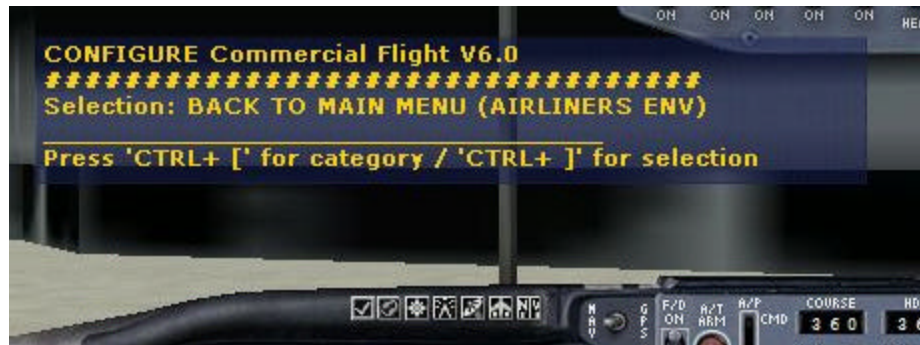 ON ON ON ON ON
CONFIGURE Commercial Flight V6.0
##################################
Selection: BACK TO MAIN MENU (AIRLINERS ENV)
Press 'CTRL+ [' for category / 'CTRL+ ]' for selection
NAV GPS F/D ON A/T ARM A/P CMD COURSE 360